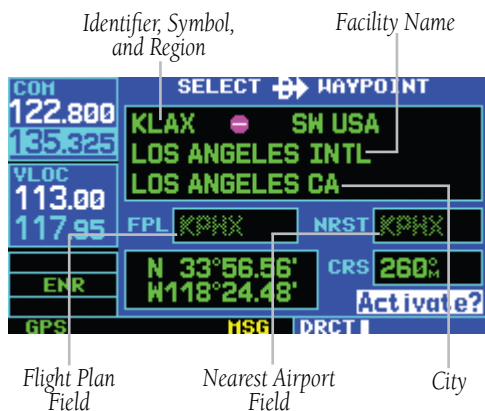 Identifier, Symbol,
and Region
Facility Name
COM
122.800
135.325
VLOC
113.00
117.95
ENR
GPS
SELECT D WAYPOINT
KLAX SW USA
LOS ANGELES INTL
LOS ANGELES CA
FPL KPHX NRST KPHX
N 33°56.56'
W118°24.48'
CRS 260°M
Activate?
MSG DRCT
Flight Plan
Field
Nearest Airport
Field
City